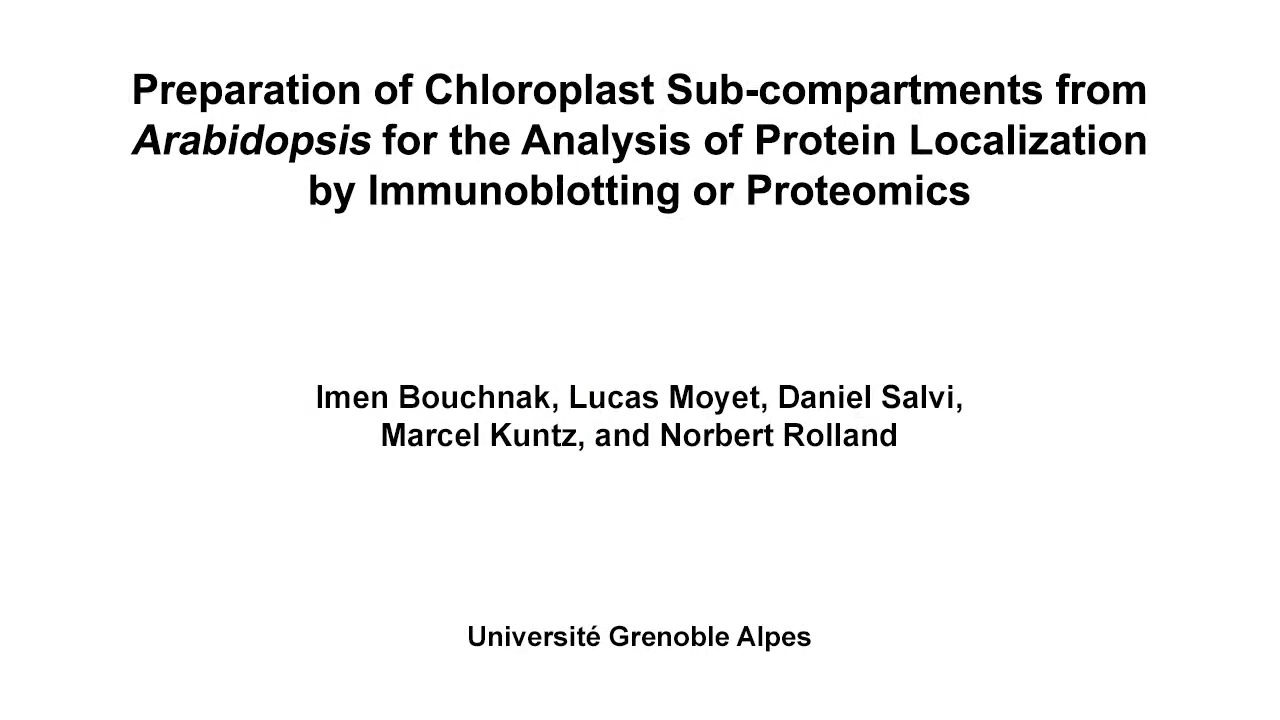 Preparation of Chloroplast Sub-compartments from
Arabidopsis for the Analysis of Protein Localization
by Immunoblotting or Proteomics
Imen Bouchnak, Lucas Moyet, Daniel Salvi,
Marcel Kuntz, and Norbert Rolland
Université Grenoble Alpes